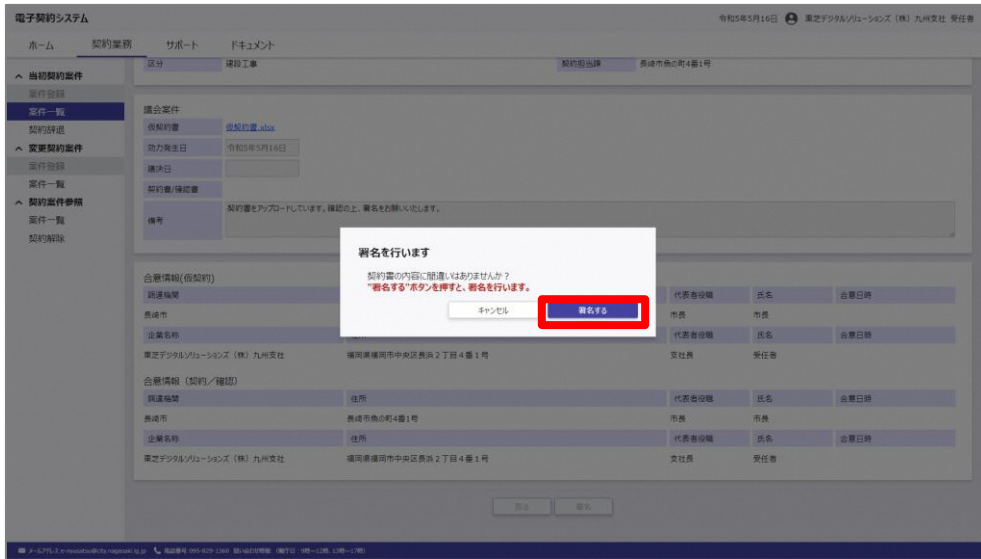 電子契約システム
令和5年5月16日 東芝デジタルソリューションズ(株)九州支社 受任者
ホーム 契約業務 サポート ドキュメント
当初契約案件
案件登録
案件一覧
契約辞退
変更契約案件
案件登録
案件一覧
契約案件参照
案件一覧
契約解除
区分 建設工事 契約担当課 長崎市魚の町4番1号
議会案件
仮契約書 仮契約書.xlsx
効力発生日 令和5年5月16日
議決日
契約書/確認書
備考 契約書をアップロードしています。確認の上、署名をお願いいたします。
署名を行います
契約書の内容に間違いはありませんか?
"署名する"ボタンを押すと、署名を行います。
キャンセル 署名する
合意情報(仮契約)
調達機関 代表者役職 氏名 合意日時
長崎市 市長 市長
企業名称 代表者役職 氏名 合意日時
東芝デジタルソリューションズ(株)九州支社 福岡県福岡市中央区長浜2丁目4番1号 支社長 受任者
合意情報(契約/確認)
調達機関 住所 代表者役職 氏名 合意日時
長崎市 長崎市魚の町4番1号 市長 市長
企業名称 住所 代表者役職 氏名 合意日時
東芝デジタルソリューションズ(株)九州支社 福岡県福岡市中央区長浜2丁目4番1号 支社長 受任者
戻る 署名
電話番号:095-829-1160